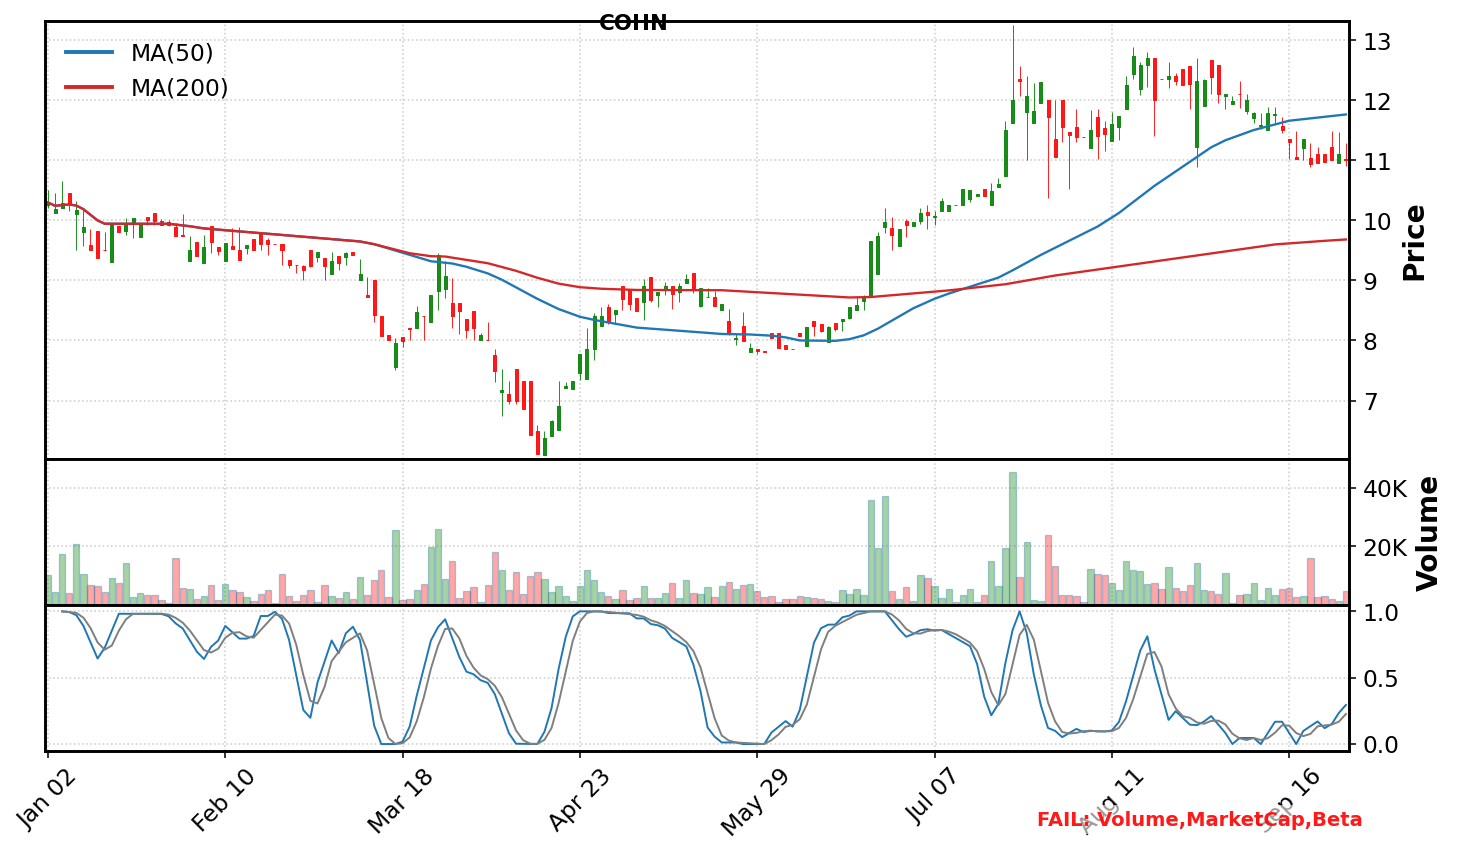 COHN
MA(50)
MA(200)
13
12
11
10
9
8
7
Price
40K
20K
Volume
1.0
0.5
0.0
Jan 02
Feb 10
Mar 18
Apr 23
May 29
Jul 07
Aug 11
Sep 16
FAIL: Volume,MarketCap,Beta